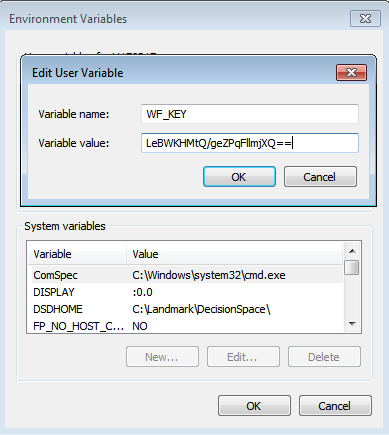 Environment Variables
Edit User Variable
Variable name: WF_KEY
Variable value: LeBWKHMtQ/geZPqFllmjXQ==
OK Cancel
System variables
Variable Value
ComSpec C:\Windows\system32\cmd.exe
DISPLAY :0.0
DSDHOME C:\Landmark\DecisionSpace\
FP_NO_HOST_C... NO
New... Edit... Delete
OK Cancel